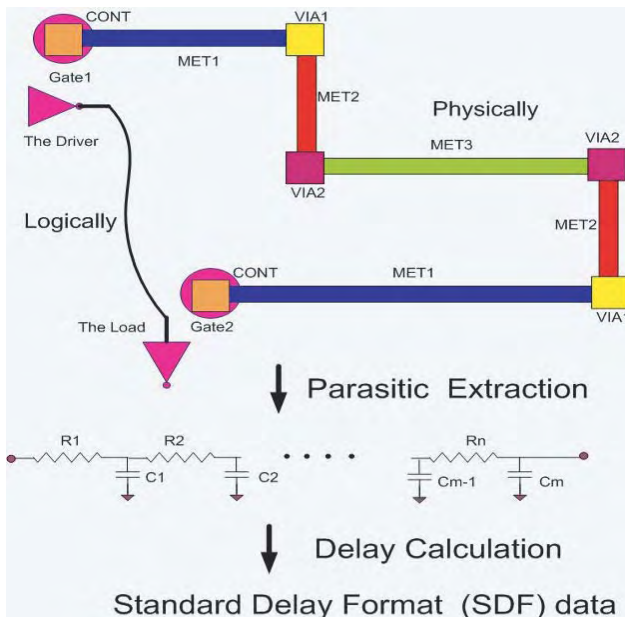 CONT
VIA1
MET1
Gate1
MET2
Physically
The Driver
VIA2
MET3
VIA2
Logically
MET2
CONT
MET1
The Load
Gate2
VIA1
Parasitic Extraction
R1
R2
Rn
C1
C2
Cm-1
Cm
Delay Calculation
Standard Delay Format (SDF) data